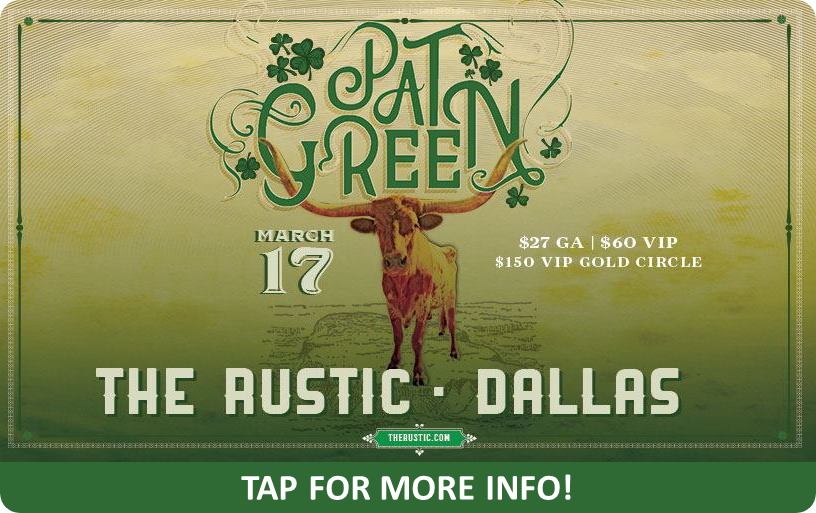 PAT
GREEN
MARCH
17
$27 GA | $60 VIP
$150 VIP GOLD CIRCLE
THE RUSTIC · DALLAS
THERUSTIC.COM
TAP FOR MORE INFO!